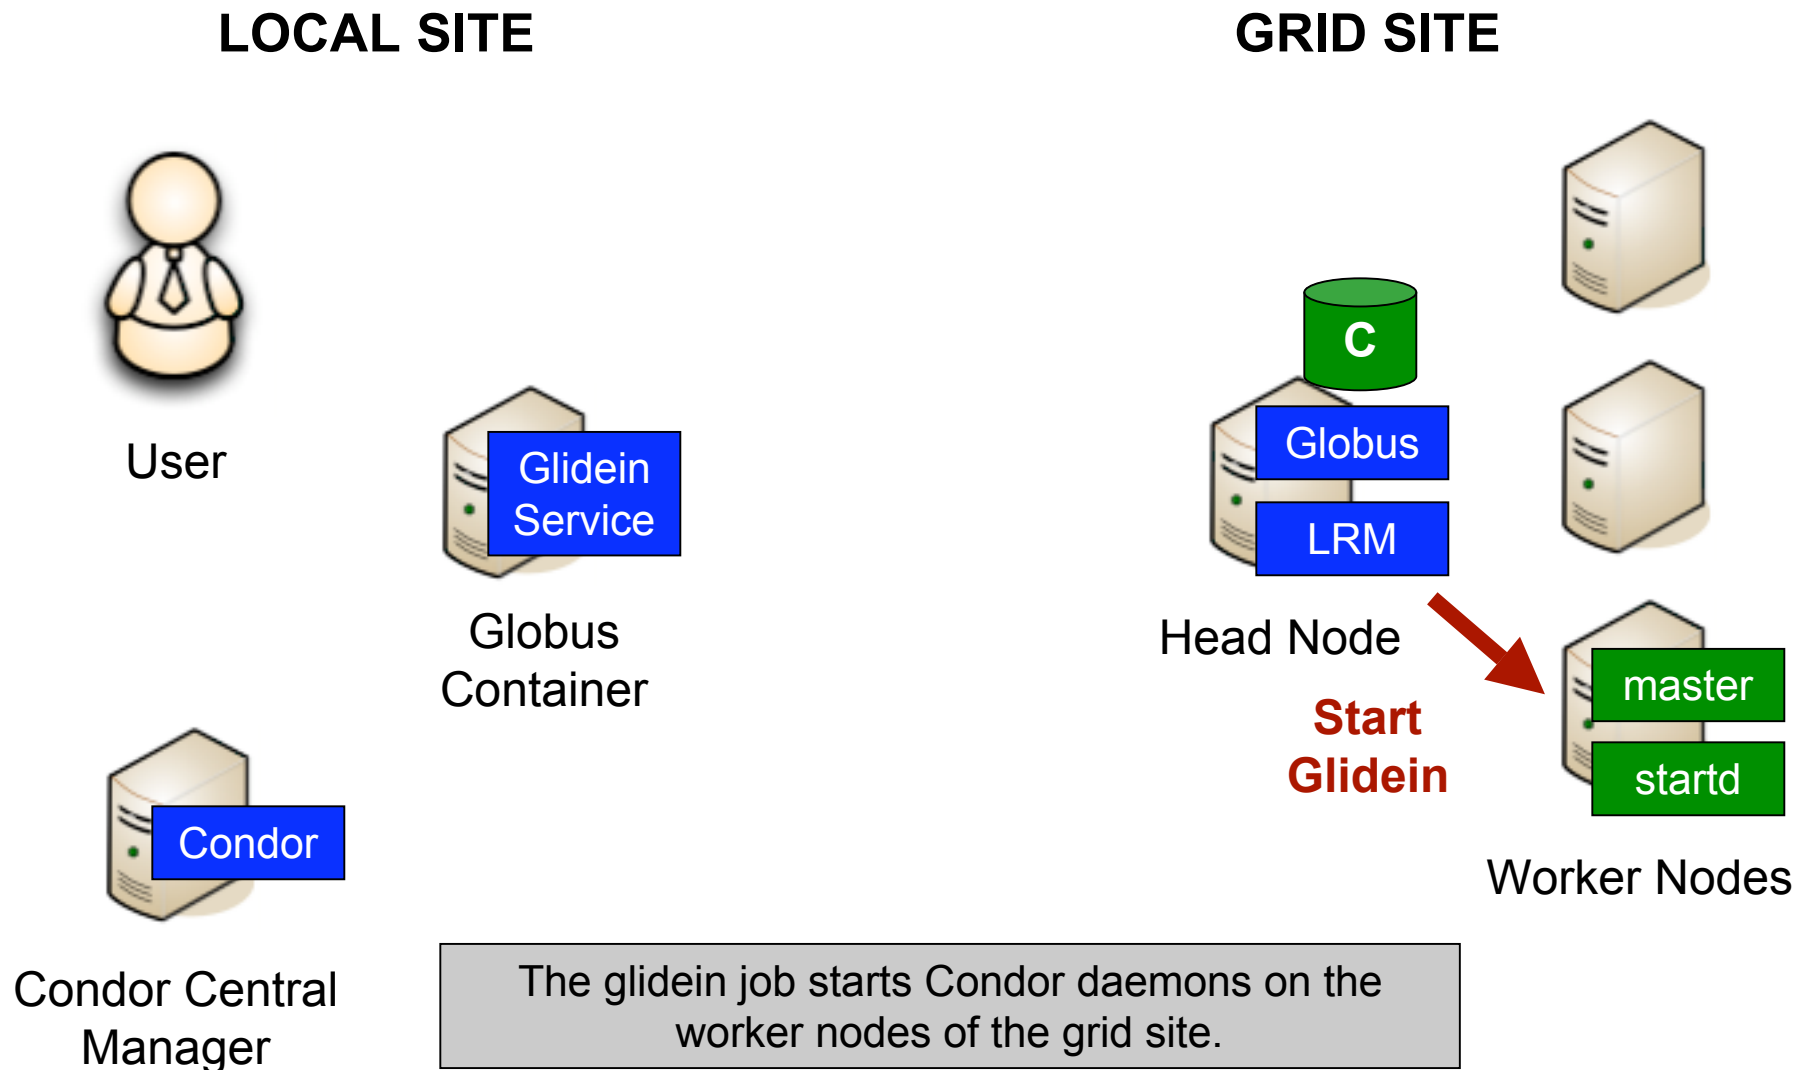 LOCAL SITE
GRID SITE
User
Glidein
Service
Globus
Container
Condor
Condor Central
Manager
C
Globus
LRM
Head Node
Start
Glidein
master
startd
Worker Nodes
The glidein job starts Condor daemons on the
worker nodes of the grid site.